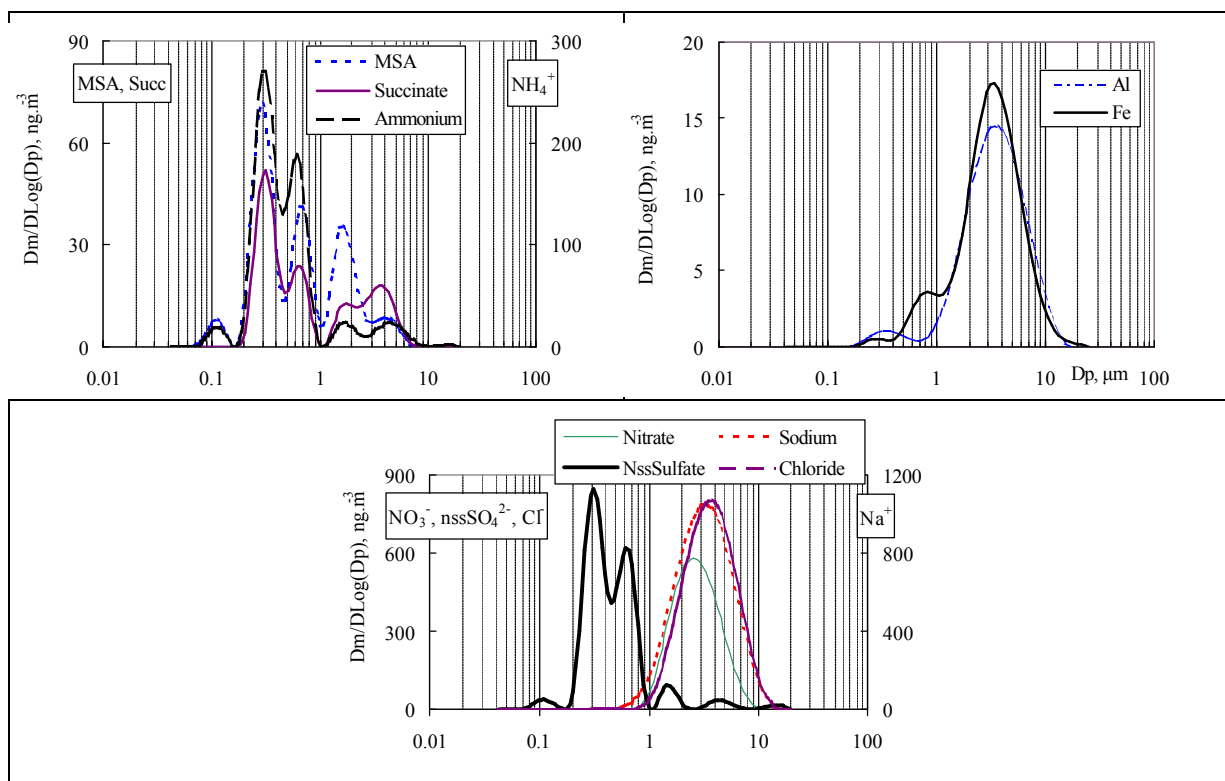 90
60
30
0
300
200
100
0
MSA, Succ
NH₄⁺
MSA
Succinate
Ammonium
Dm/DLog(Dp), ng.m⁻³
0.01 0.1 1 10 100
20
15
10
5
0
Al
Fe
Dm/DLog(Dp), ng.m⁻³
0.01 0.1 1 10 100
Dp, μm
Nitrate Sodium
NssSulfate Chloride
900
600
300
0
1200
800
400
0
NO₃⁻, nssSO₄²⁻, Cl⁻
Na⁺
Dm/DLog(Dp), ng.m⁻³
0.01 0.1 1 10 100